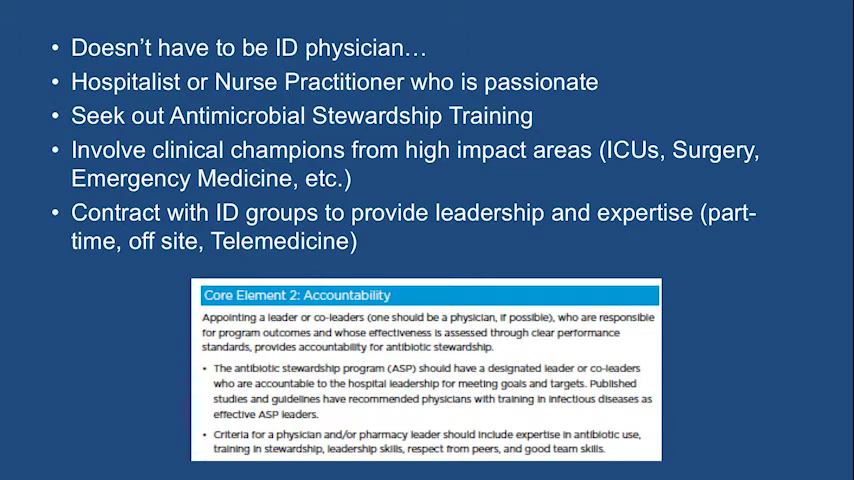 • Doesn’t have to be ID physician…
• Hospitalist or Nurse Practitioner who is passionate
• Seek out Antimicrobial Stewardship Training
• Involve clinical champions from high impact areas (ICUs, Surgery,
Emergency Medicine, etc.)
• Contract with ID groups to provide leadership and expertise (part-
time, off site, Telemedicine)
Core Element 2: Accountability
Appointing a leader or co-leaders (one should be a physician, if possible), who are responsible
for program outcomes and whose effectiveness is assessed through clear performance
standards, provides accountability for antibiotic stewardship.
• The antibiotic stewardship program (ASP) should have a designated leader or co-leaders
who are accountable to the hospital leadership for meeting goals and targets. Published
studies and guidelines have recommended physicians with training in infectious diseases as
effective ASP leaders.
• Criteria for a physician and/or pharmacy leader should include expertise in antibiotic use,
training in stewardship, leadership skills, respect from peers, and good team skills.